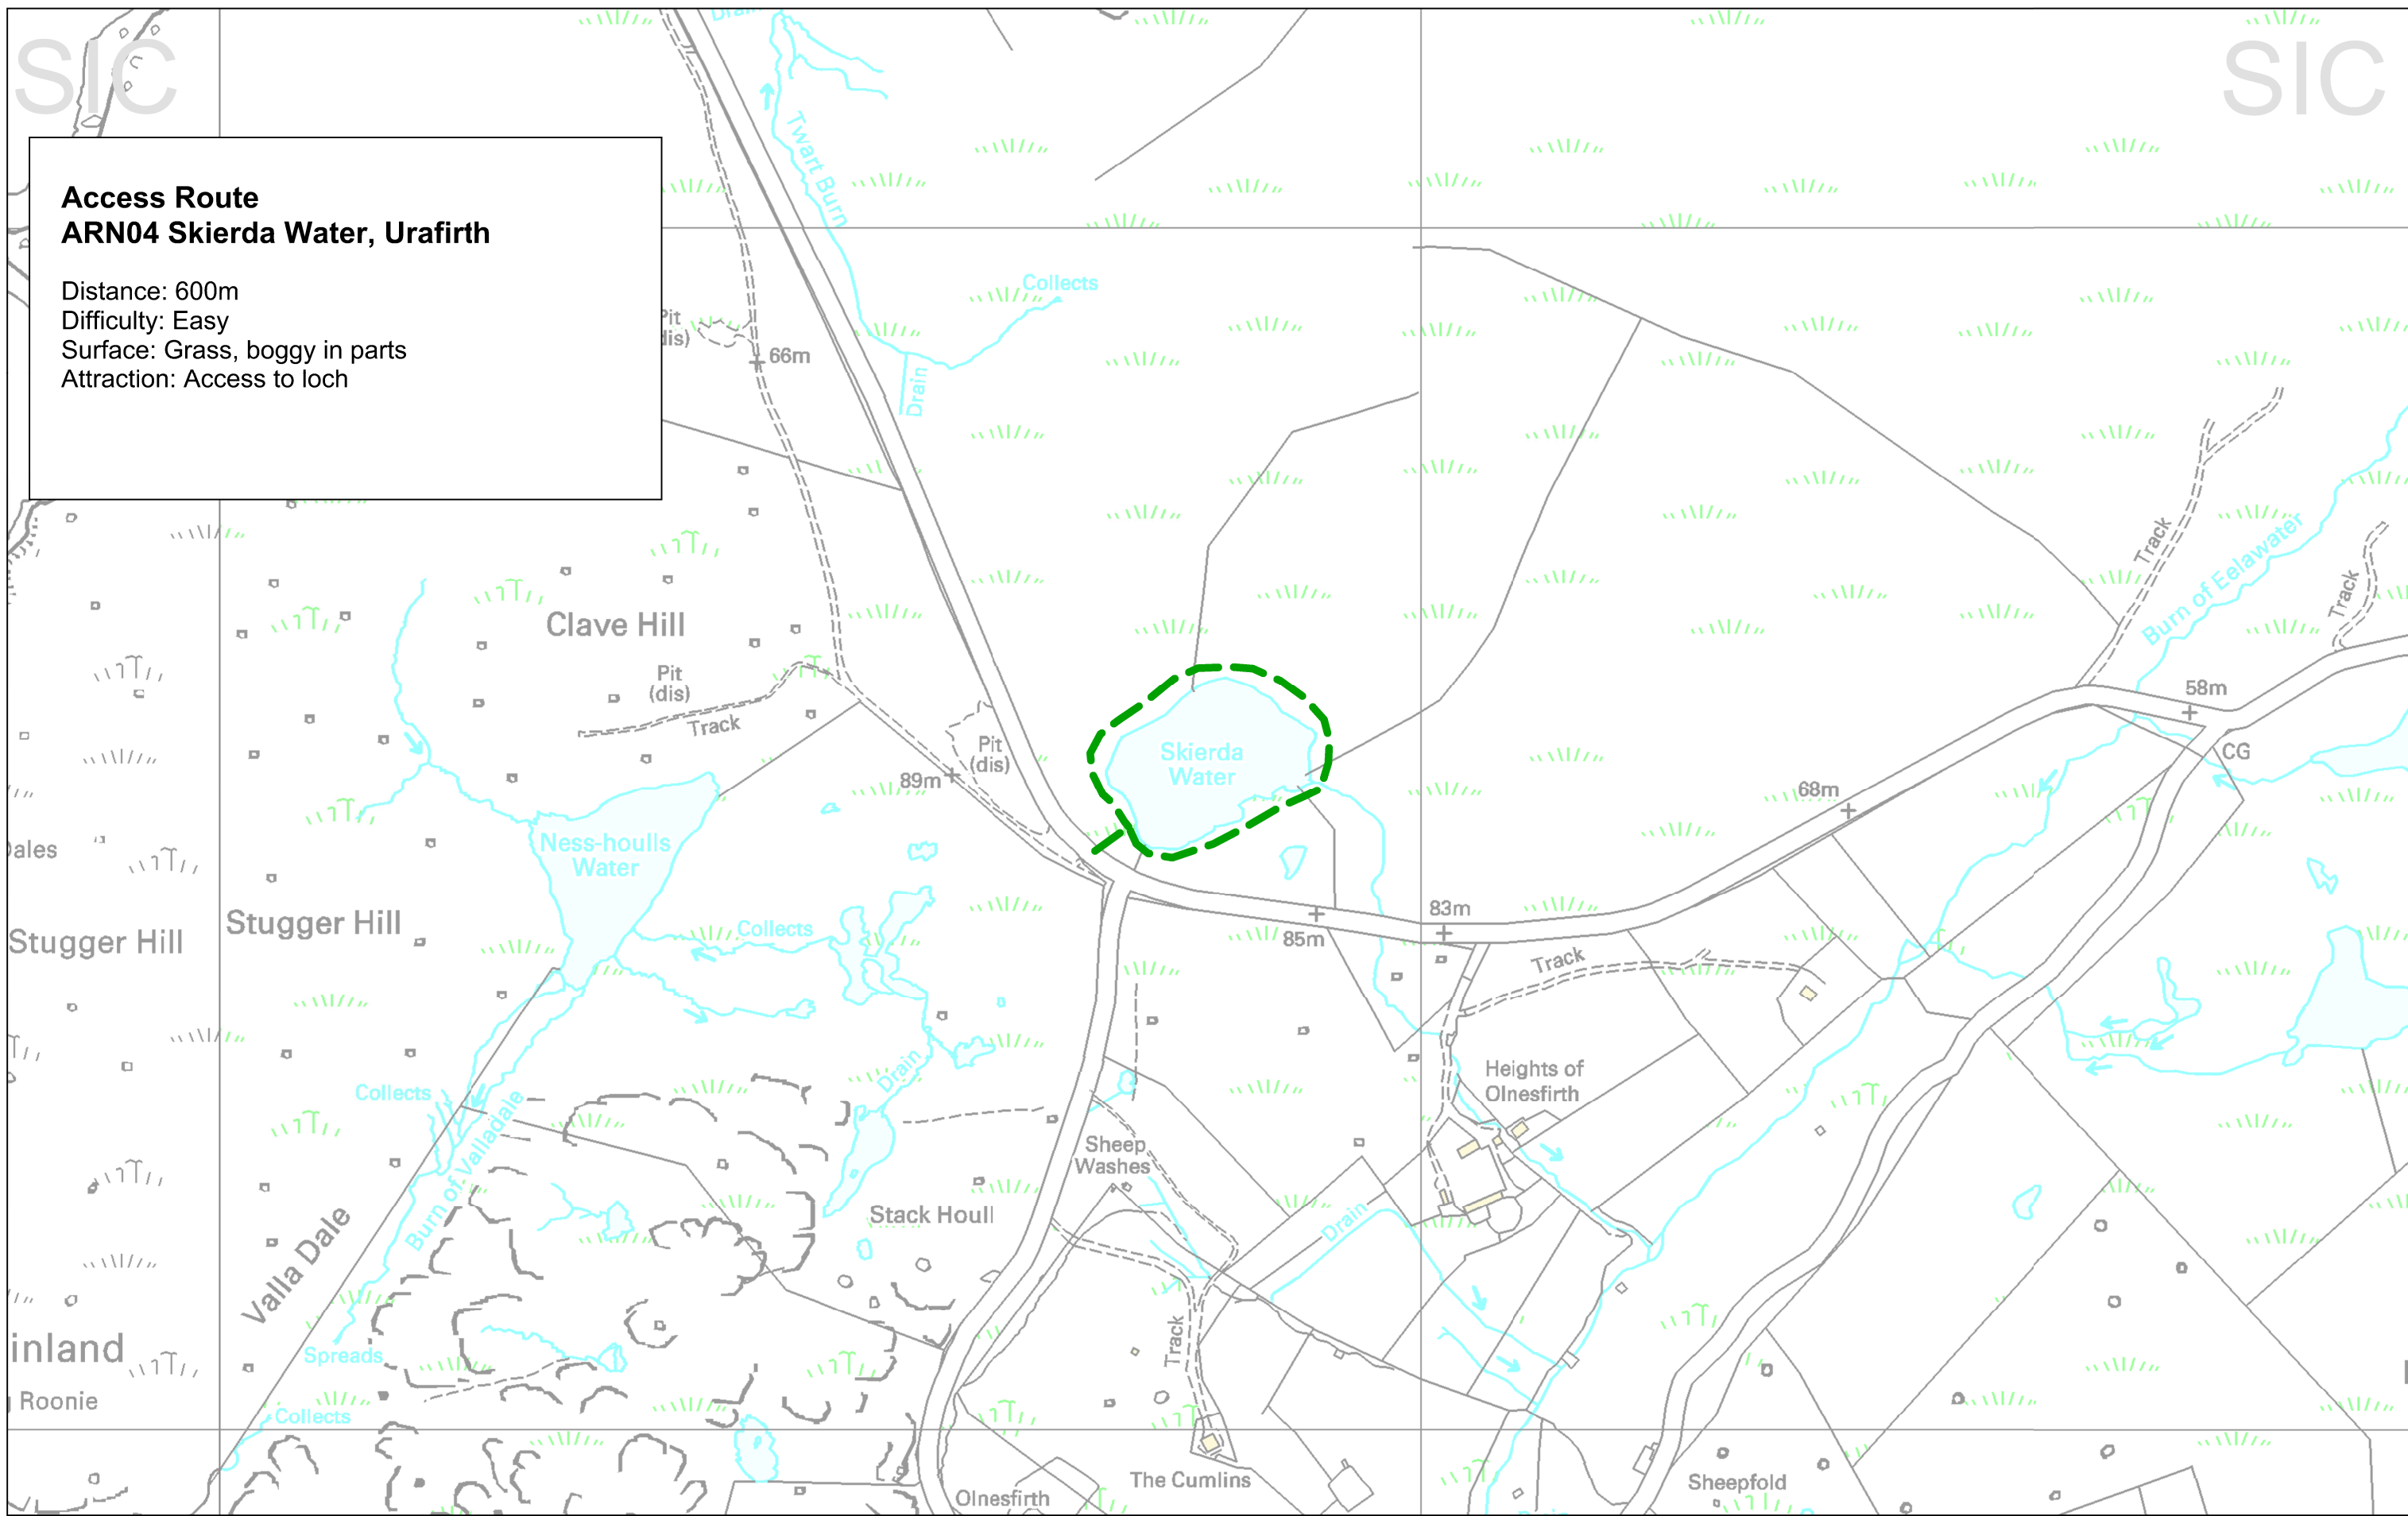 SIC
SIC
Access Route
ARN04 Skierda Water, Urafirth
Distance: 600m
Difficulty: Easy
Surface: Grass, boggy in parts
Attraction: Access to loch
Drain
Twart Burn
Collects
Drain
Pit
66m
Clave Hill
Pit
(dis)
Track
Pit
(dis)
89m
Skierda
Water
Ness-houlls
Water
Stugger Hill
Stugger Hill
Collects
Track
Burn of Eelawater
Track
58m
CG
68m
83m
85m
Track
Heights of
Olnesfirth
Collects
Burn of Valladale
Drain
Sheep
Washes
Stack Houll
Drain
Valla Dale
Spreads
Track
inland
Roonie
Collects
The Cumlins
Olnesfirth
Sheepfold